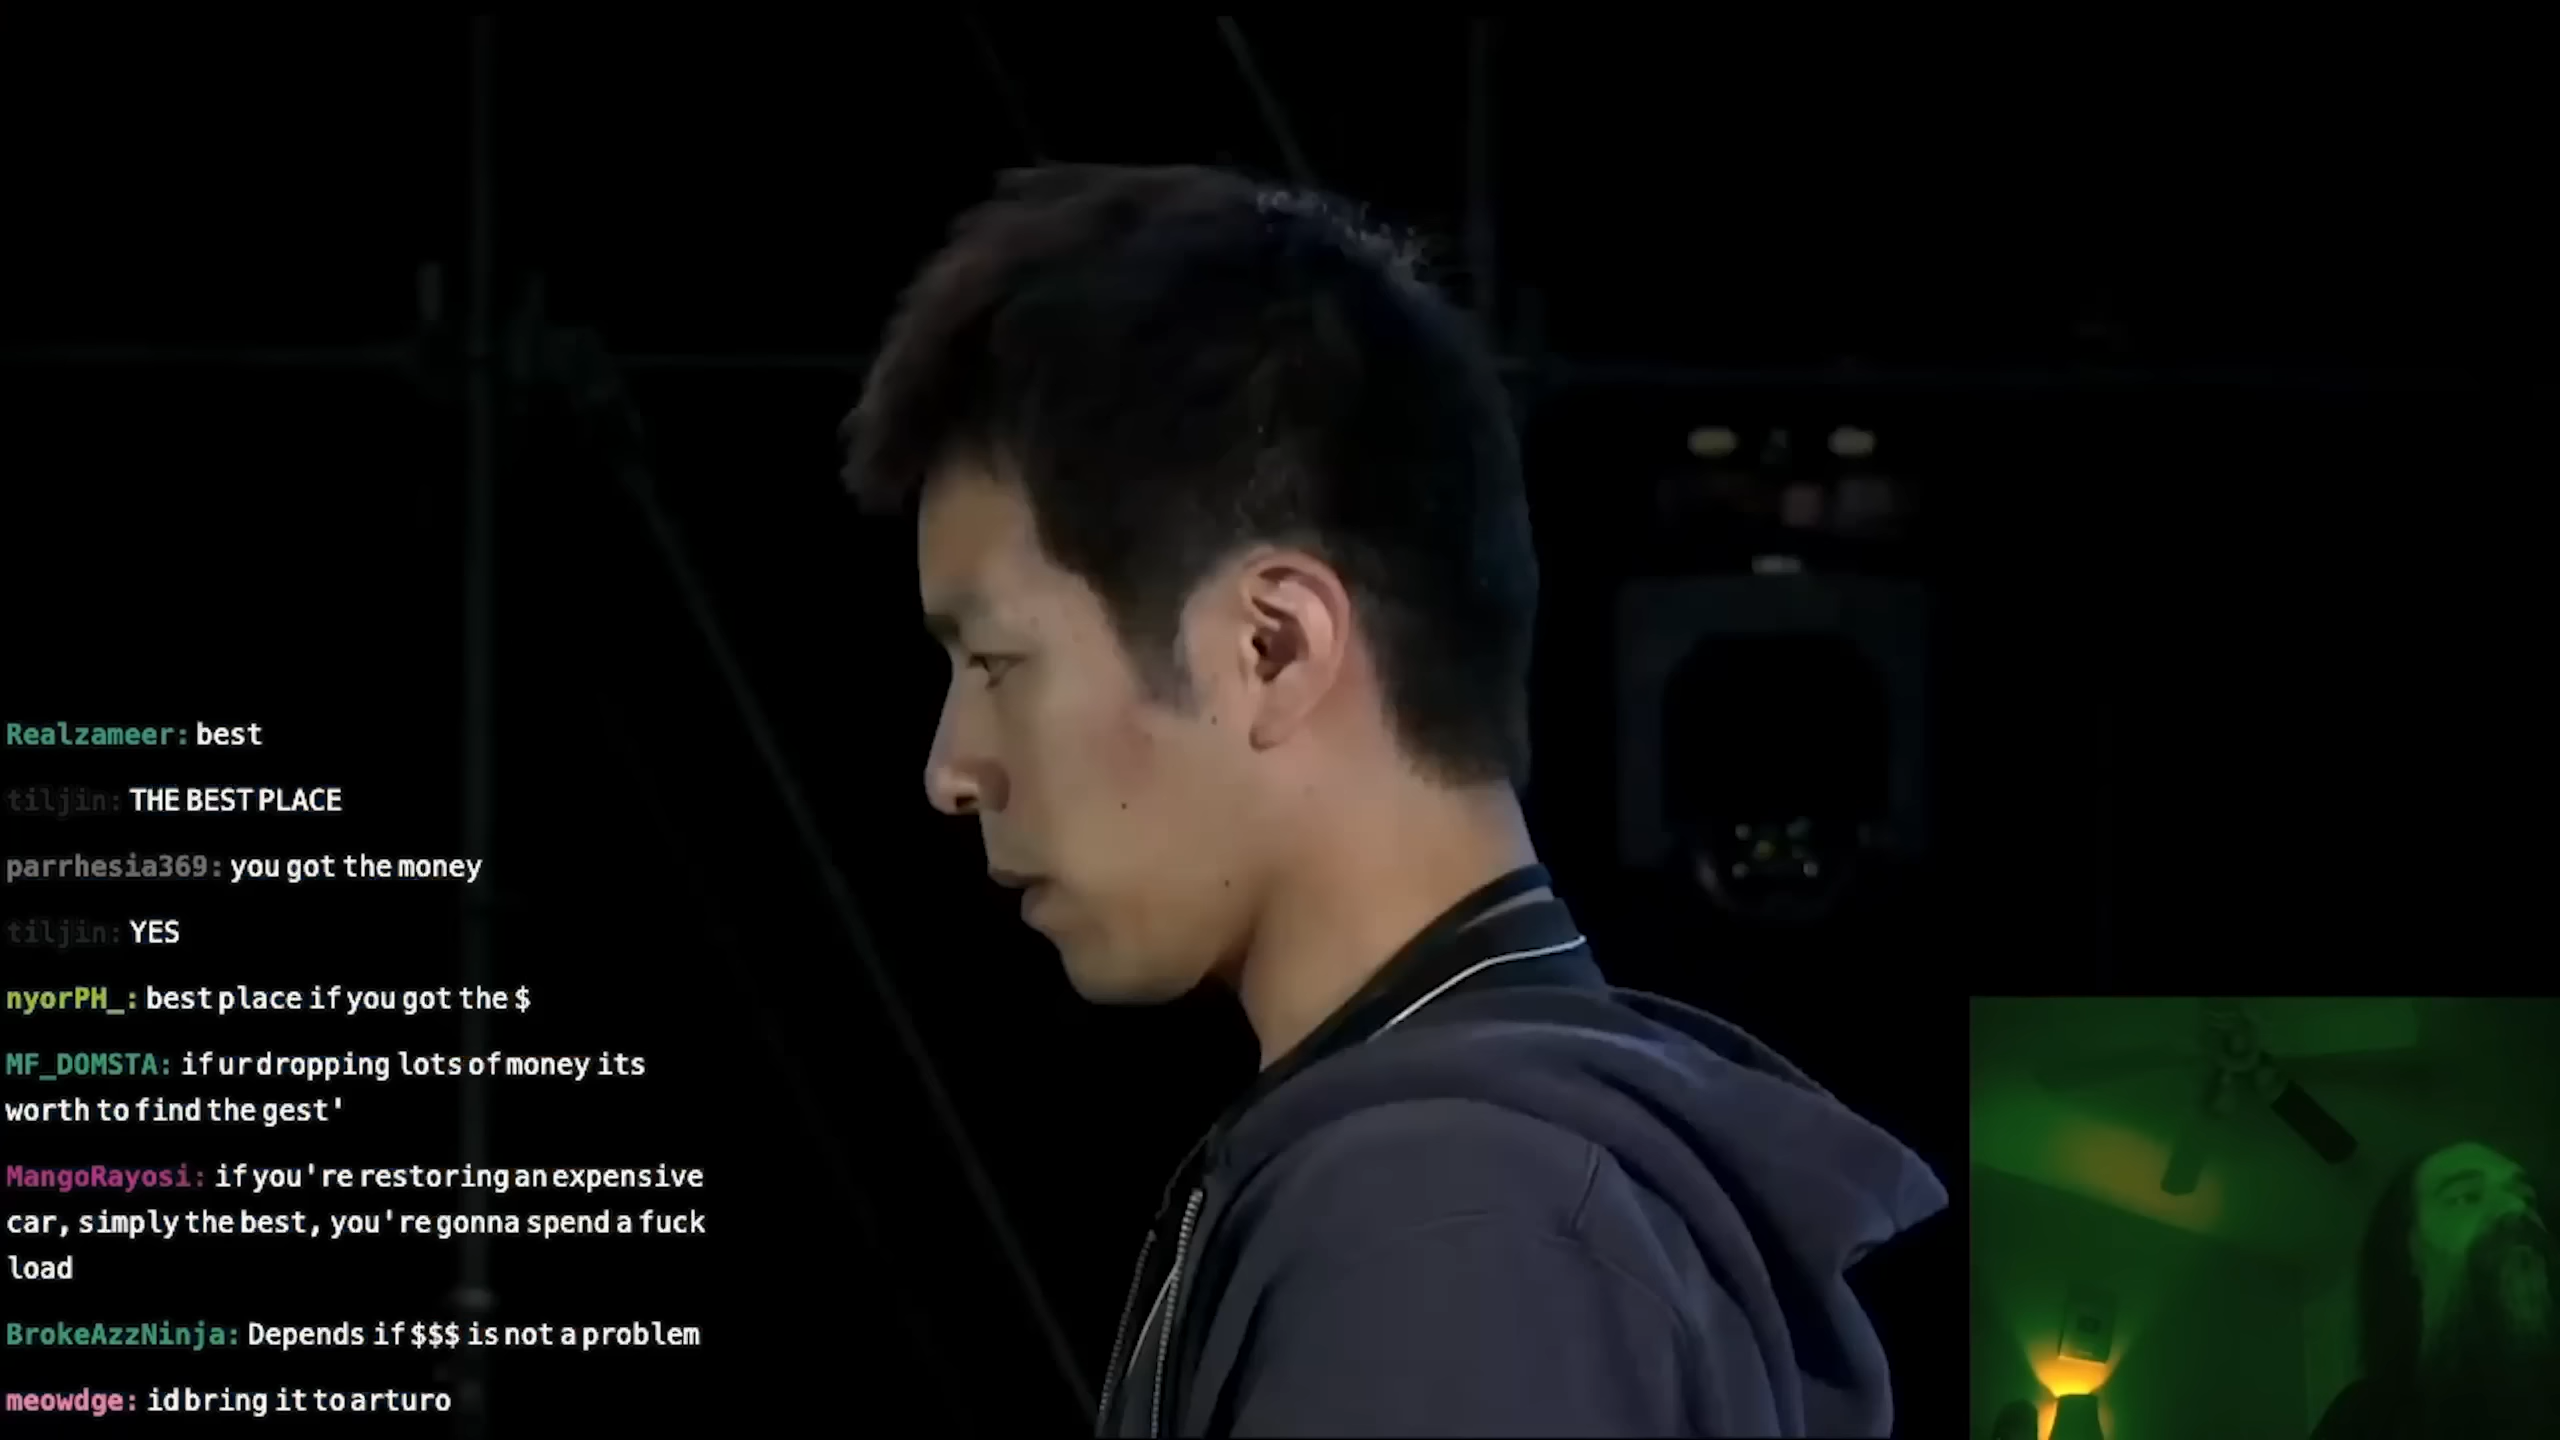 Realzameer: best
tiljin: THE BEST PLACE
parrhesia369: you got the money
tiljin: YES
nyorPH_: best place if you got the $
MF_DOMSTA: if ur dropping lots of money its
worth to find the gest'
MangoRayosi: if you're restoring an expensive
car, simply the best, you're gonna spend a fuck
load
BrokeAzzNinja: Depends if $$$ is not a problem
meowdge: id bring it to arturo